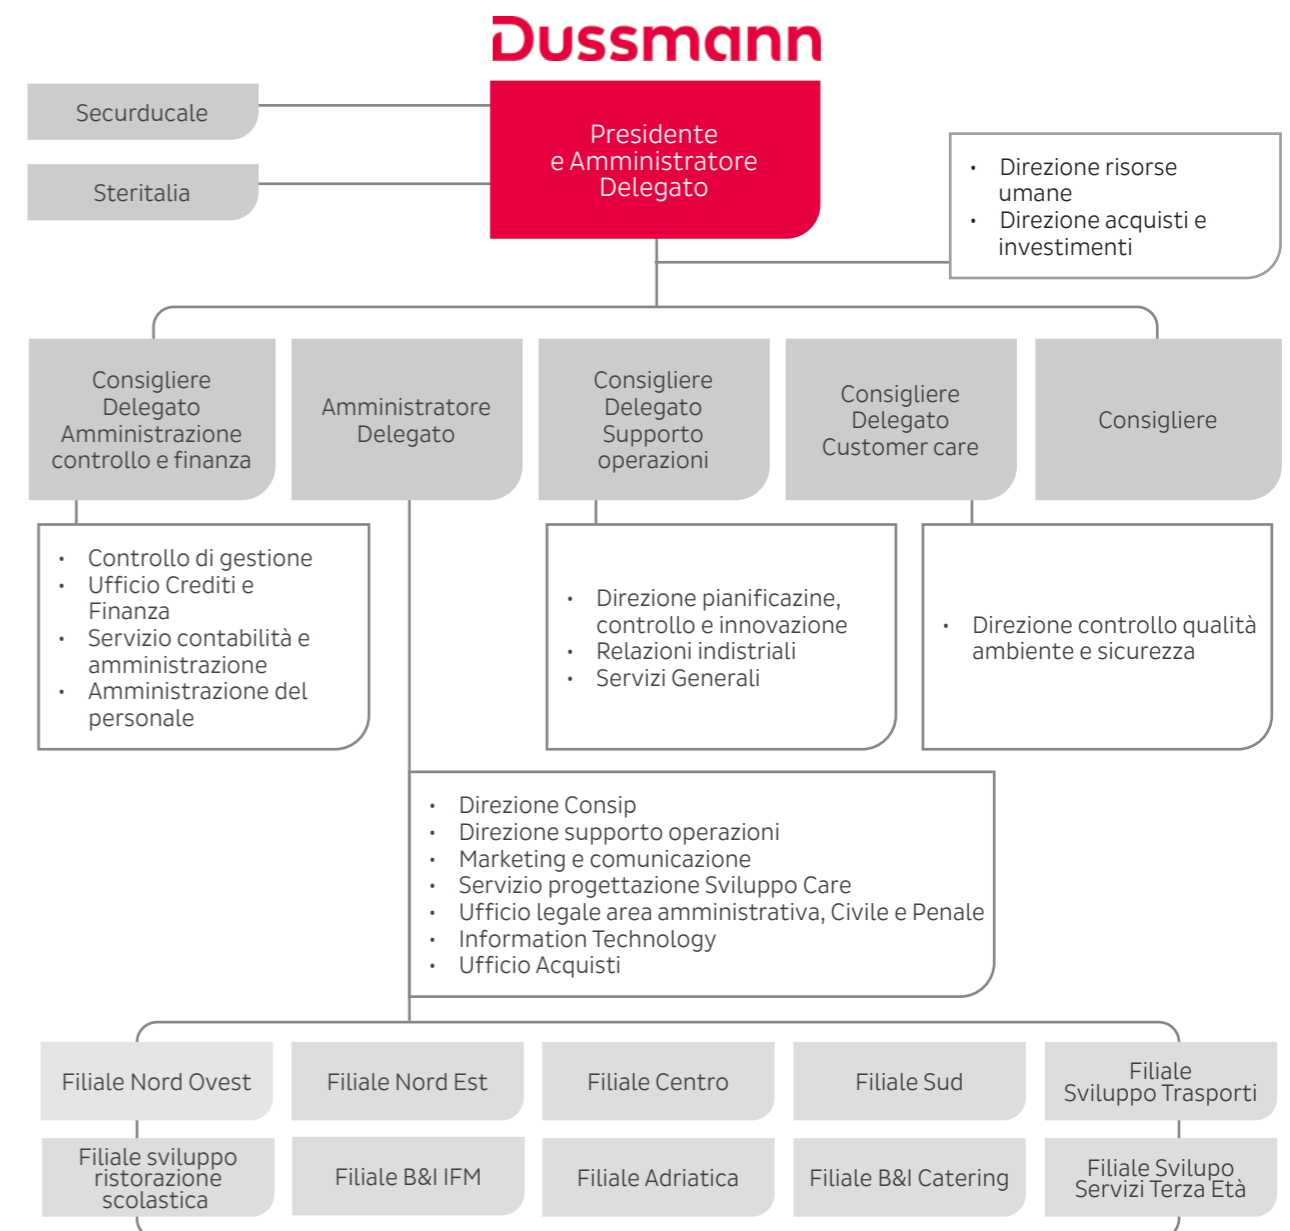 Dussmann
Securducale
Steritalia
Presidente
e Amministratore
Delegato
• Direzione risorse
umane
• Direzione acquisti e
investimenti
Consigliere
Delegato
Amministrazione
controllo e finanza
Amministratore
Delegato
Consigliere
Delegato
Supporto
operazioni
Consigliere
Delegato
Customer care
Consigliere
• Controllo di gestione
• Ufficio Crediti e
Finanza
• Servizio contabilità e
amministrazione
• Amministrazione del
personale
• Direzione pianificazine,
controllo e innovazione
• Relazioni indistriali
• Servizi Generali
• Direzione controllo qualità
ambiente e sicurezza
• Direzione Consip
• Direzione supporto operazioni
• Marketing e comunicazione
• Servizio progettazione Sviluppo Care
• Ufficio legale area amministrativa, Civile e Penale
• Information Technology
• Ufficio Acquisti
Filiale Nord Ovest
Filiale Nord Est
Filiale Centro
Filiale Sud
Filiale
Sviluppo Trasporti
Filiale sviluppo
ristorazione
scolastica
Filiale B&I IFM
Filiale Adriatica
Filiale B&I Catering
Filiale Svilupo
Servizi Terza Età